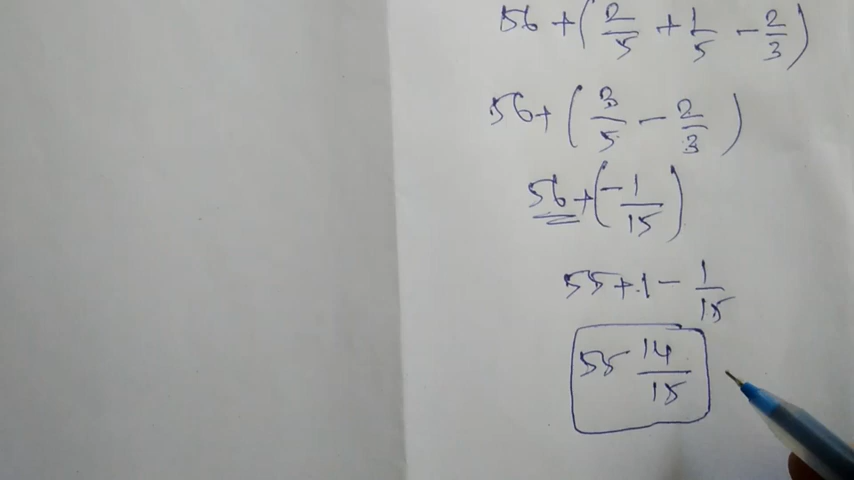 56 + (2/5 + 1/5 - 2/3)
56 + (3/5 - 2/3)
56 + (-1/15)
55 + 1 - 1/15
55 14/15